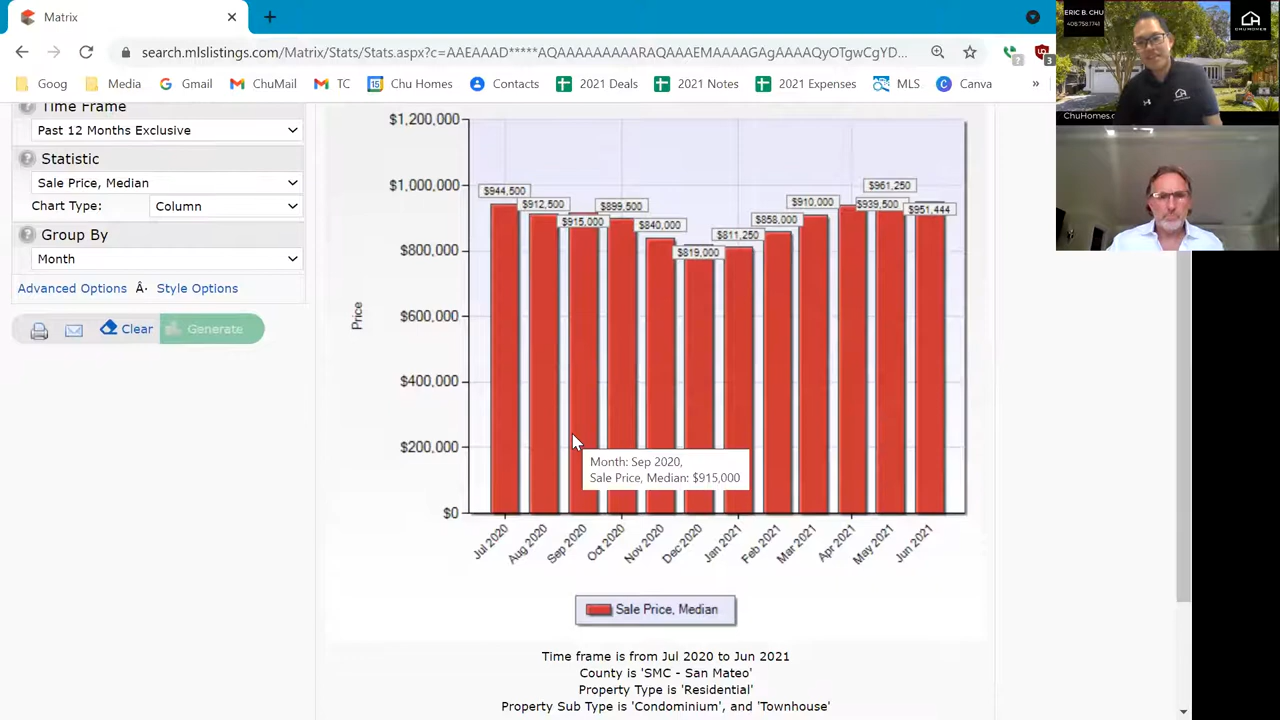 Matrix
search.mlslistings.com/Matrix/Stats/Stats.aspx?c=AAEAAAD*****AQAAAAAAAAARAQAAAEMAAAAGAgAAAAQyOTgwCgYD...
Goog
Media
Gmail
ChuMail
TC
Chu Homes
Contacts
2021 Deals
2021 Notes
2021 Expenses
MLS
Canva
»
Time Frame
Past 12 Months Exclusive
Statistic
Sale Price, Median
Chart Type: Column
Group By
Month
Advanced Options Â· Style Options
Clear
Generate
$1,200,000
$1,000,000
$800,000
$600,000
$400,000
$200,000
$0
Price
$944,500
$912,500
$915,000
$899,500
$840,000
$819,000
$811,250
$858,000
$910,000
$939,500
$961,250
$951,444
Month: Sep 2020,
Sale Price, Median: $915,000
Jul 2020
Aug 2020
Sep 2020
Oct 2020
Nov 2020
Dec 2020
Jan 2021
Feb 2021
Mar 2021
Apr 2021
May 2021
Jun 2021
Sale Price, Median
Time frame is from Jul 2020 to Jun 2021
County is 'SMC - San Mateo'
Property Type is 'Residential'
Property Sub Type is 'Condominium', and 'Townhouse'
ERIC B. CHU
CHUHOMES
ChuHomes.c